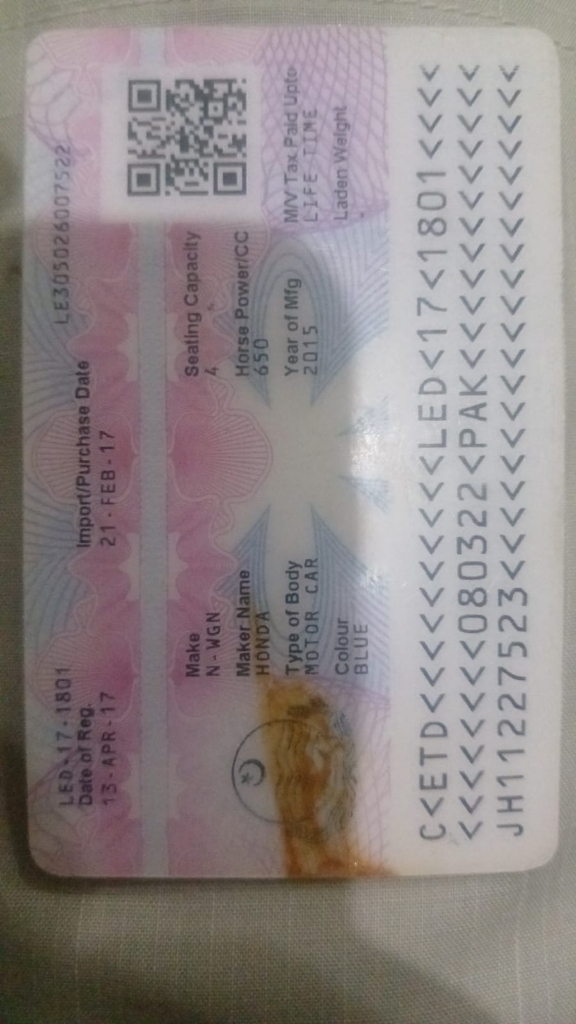 LED-17-1801
LE305026007522
Date of Reg.
Import/Purchase Date
13-APR-17
21-FEB-17
Make
Seating Capacity
N-WGN
4
Maker Name
Horse Power/CC
HONDA
650
Type of Body
Year of Mfg
M/V Tax Paid Upto
MOTOR CAR
2015
LIFE-TIME
Colour
Laden Weight
BLUE
-
C<ETD<<<<<<<<<<LED<17<1801<<<<
<<<<<<<080322<PAK<<<<<<<<<<<<<
JH11227523<<<<<<<<<<<<<<<<<<<<